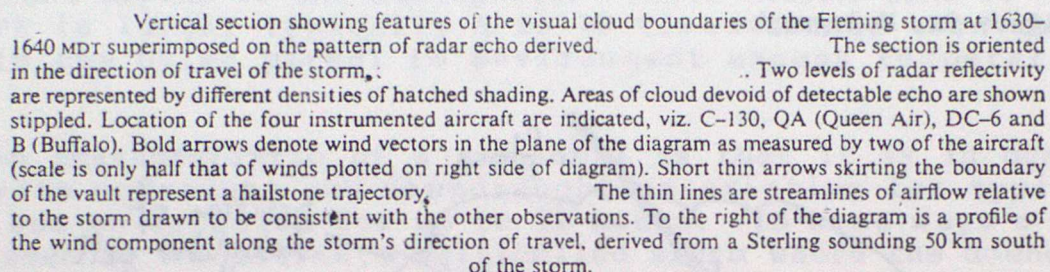 Vertical section showing features of the visual cloud boundaries of the Fleming storm at 1630–
1640 MDT superimposed on the pattern of radar echo derived. The section is oriented
in the direction of travel of the storm, Two levels of radar reflectivity
are represented by different densities of hatched shading. Areas of cloud devoid of detectable echo are shown
stippled. Location of the four instrumented aircraft are indicated, viz. C–130, QA (Queen Air), DC–6 and
B (Buffalo). Bold arrows denote wind vectors in the plane of the diagram as measured by two of the aircraft
(scale is only half that of winds plotted on right side of diagram). Short thin arrows skirting the boundary
of the vault represent a hailstone trajectory. The thin lines are streamlines of airflow relative
to the storm drawn to be consistent with the other observations. To the right of the diagram is a profile of
the wind component along the storm's direction of travel, derived from a Sterling sounding 50 km south
of the storm.